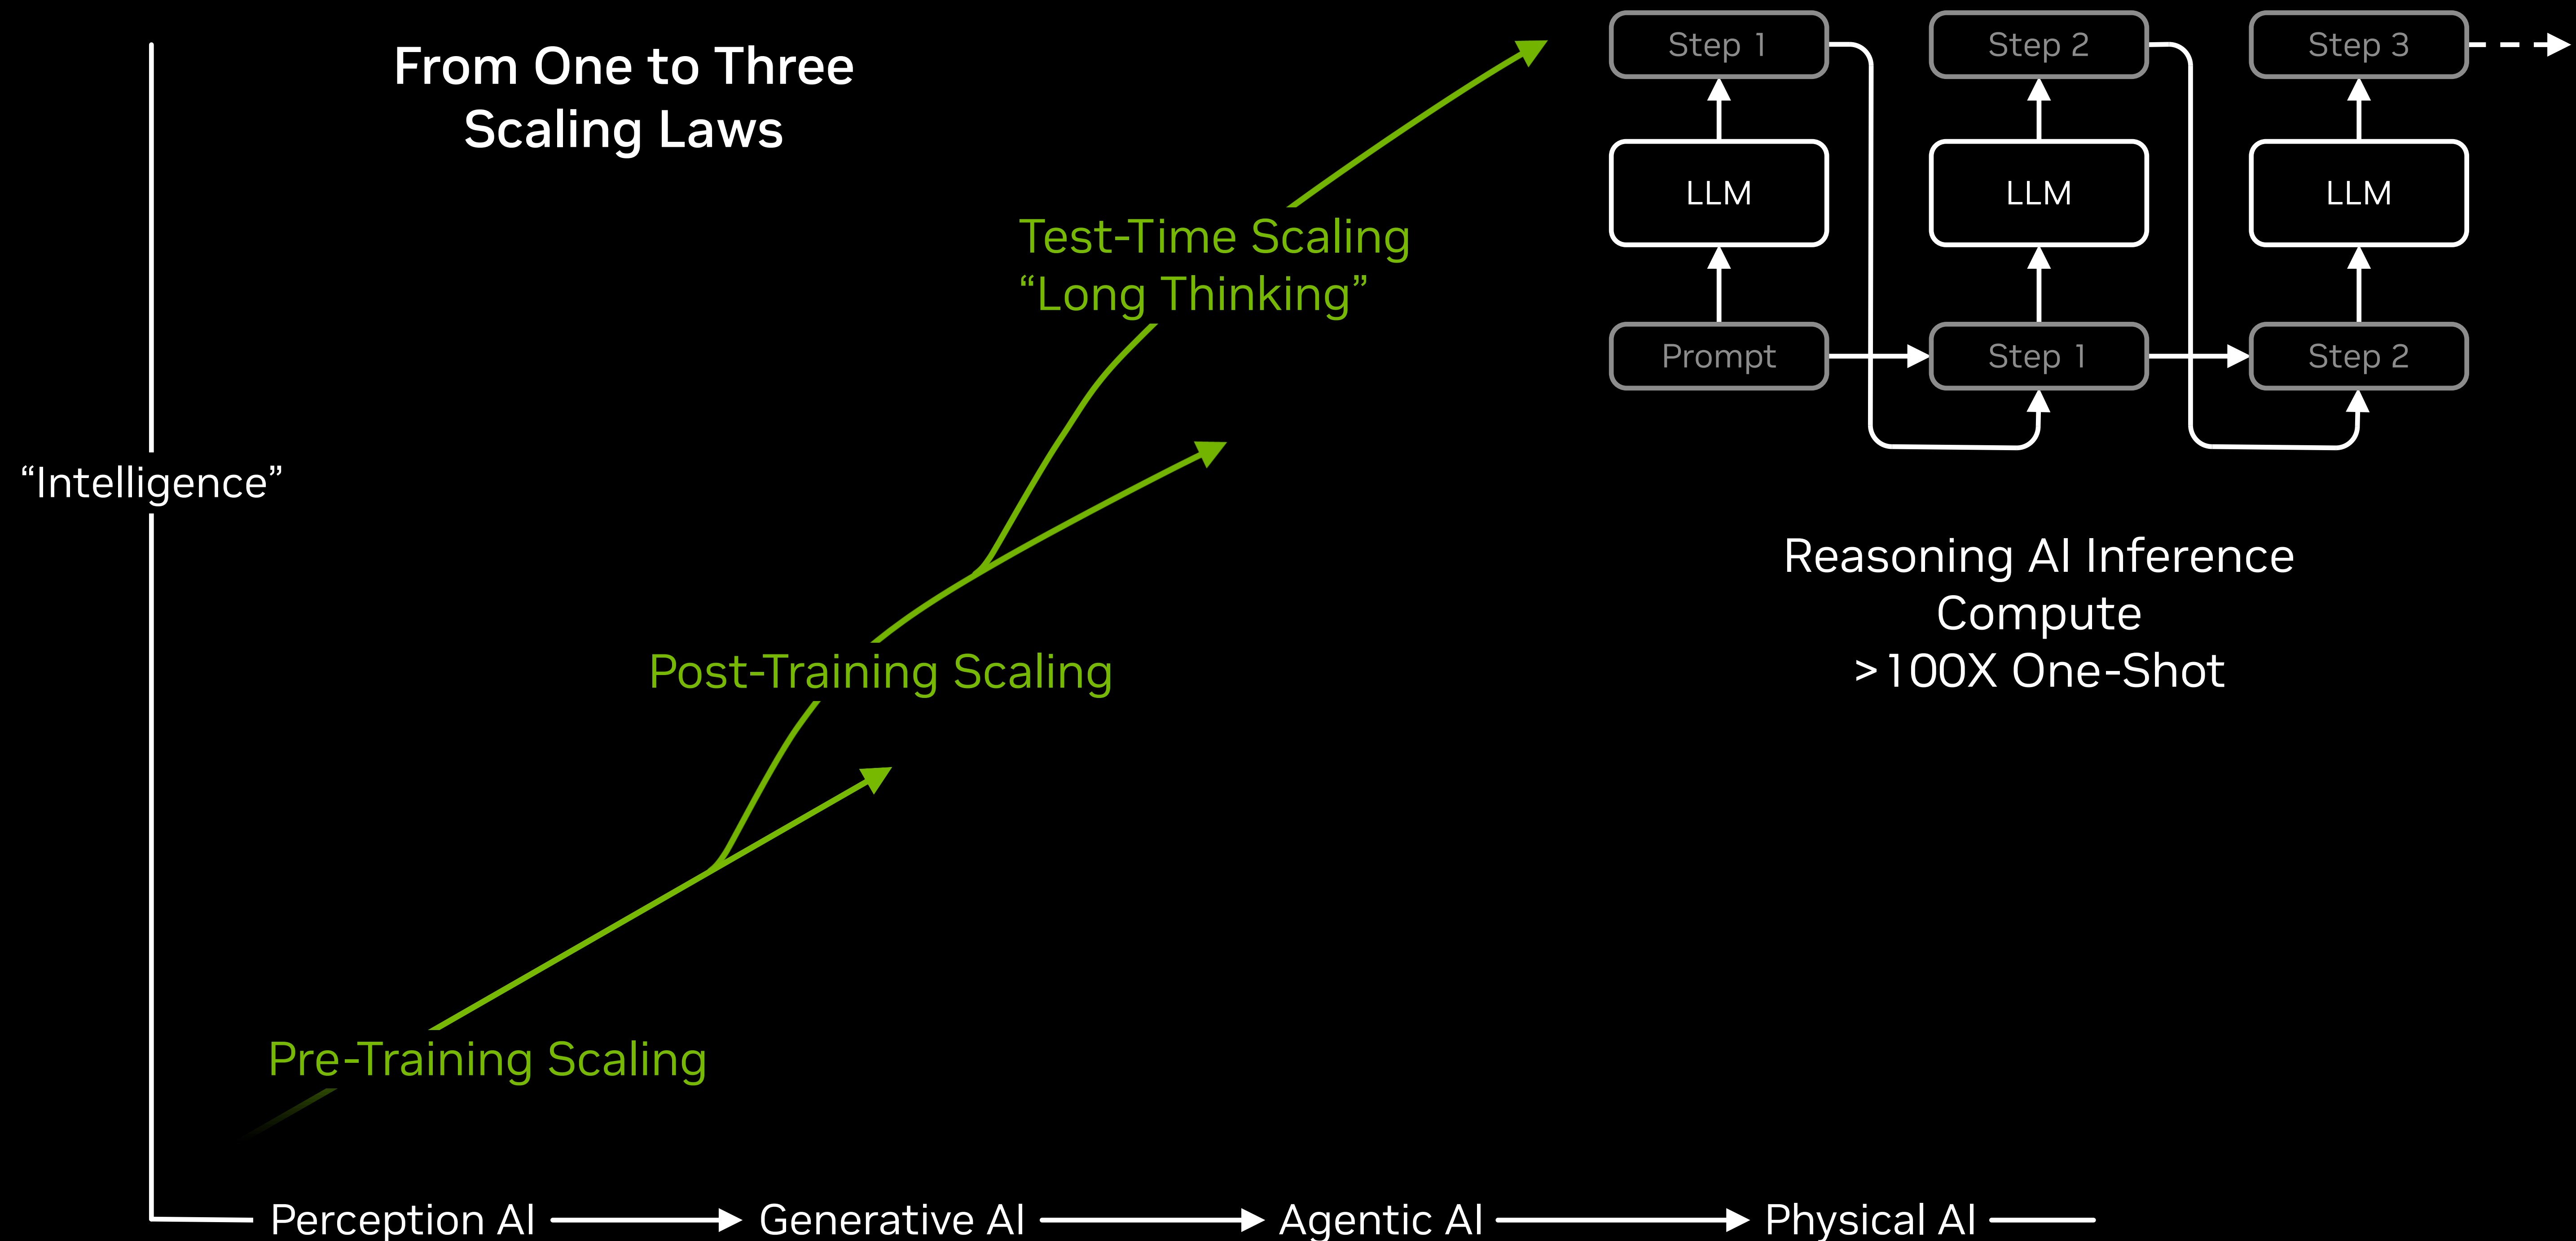 From One to Three
Scaling Laws
“Intelligence”
Test-Time Scaling
“Long Thinking”
Post-Training Scaling
Pre-Training Scaling
Perception AI
Generative AI
Agentic AI
Physical AI
Step 1
Step 2
Step 3
LLM
LLM
LLM
Prompt
Step 1
Step 2
Reasoning AI Inference
Compute
>100X One-Shot